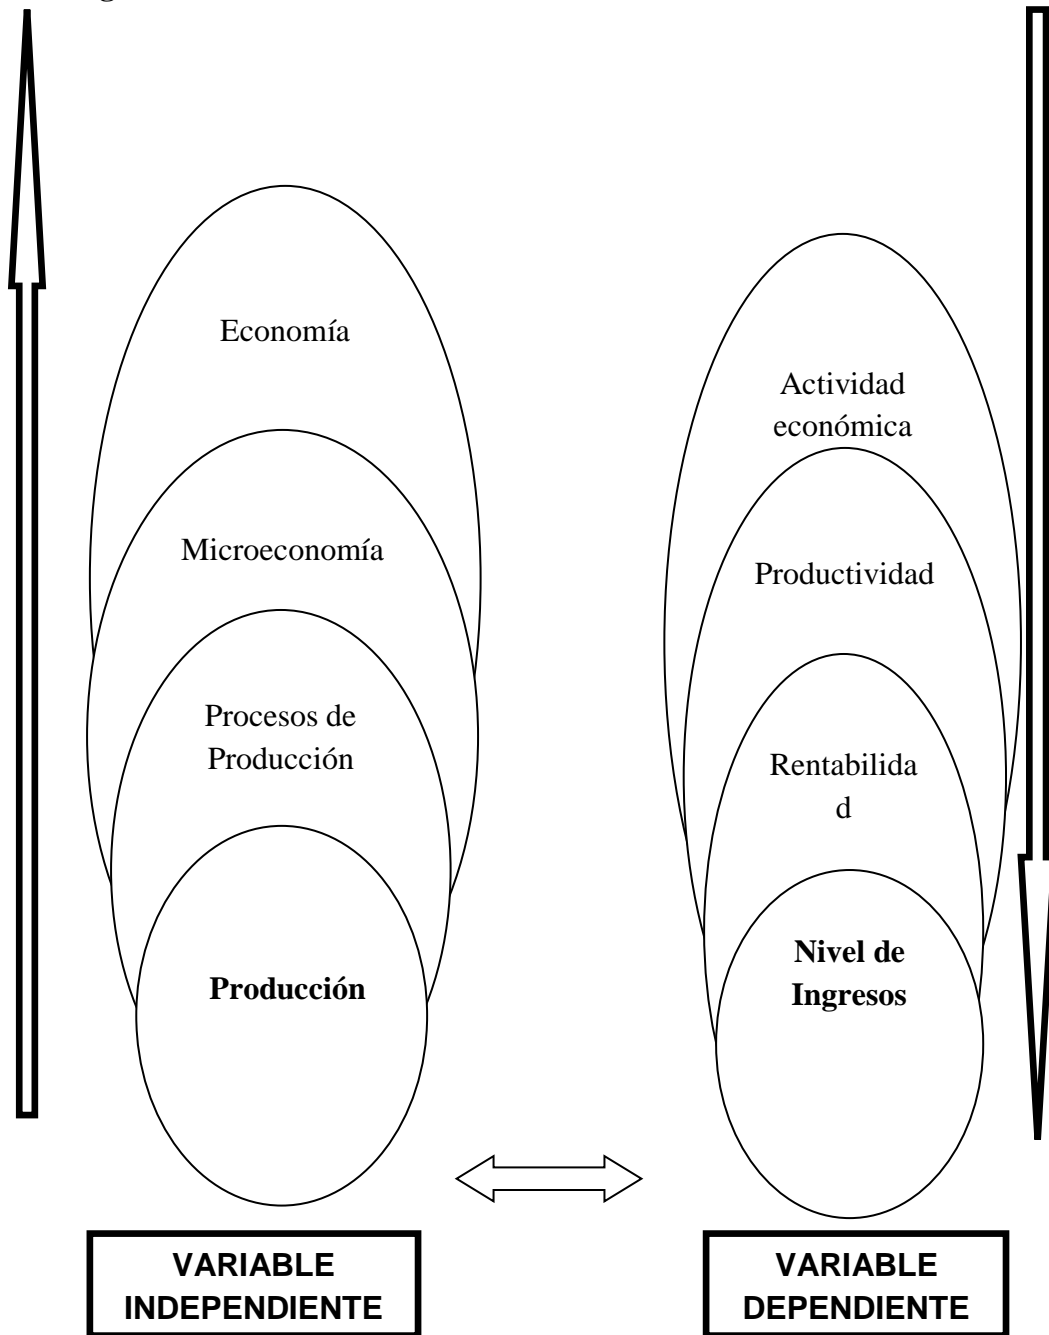 Economía
Microeconomía
Procesos de
Producción
Producción
VARIABLE
INDEPENDIENTE
Actividad
económica
Productividad
Rentabilida
d
Nivel de
Ingresos
VARIABLE
DEPENDIENTE